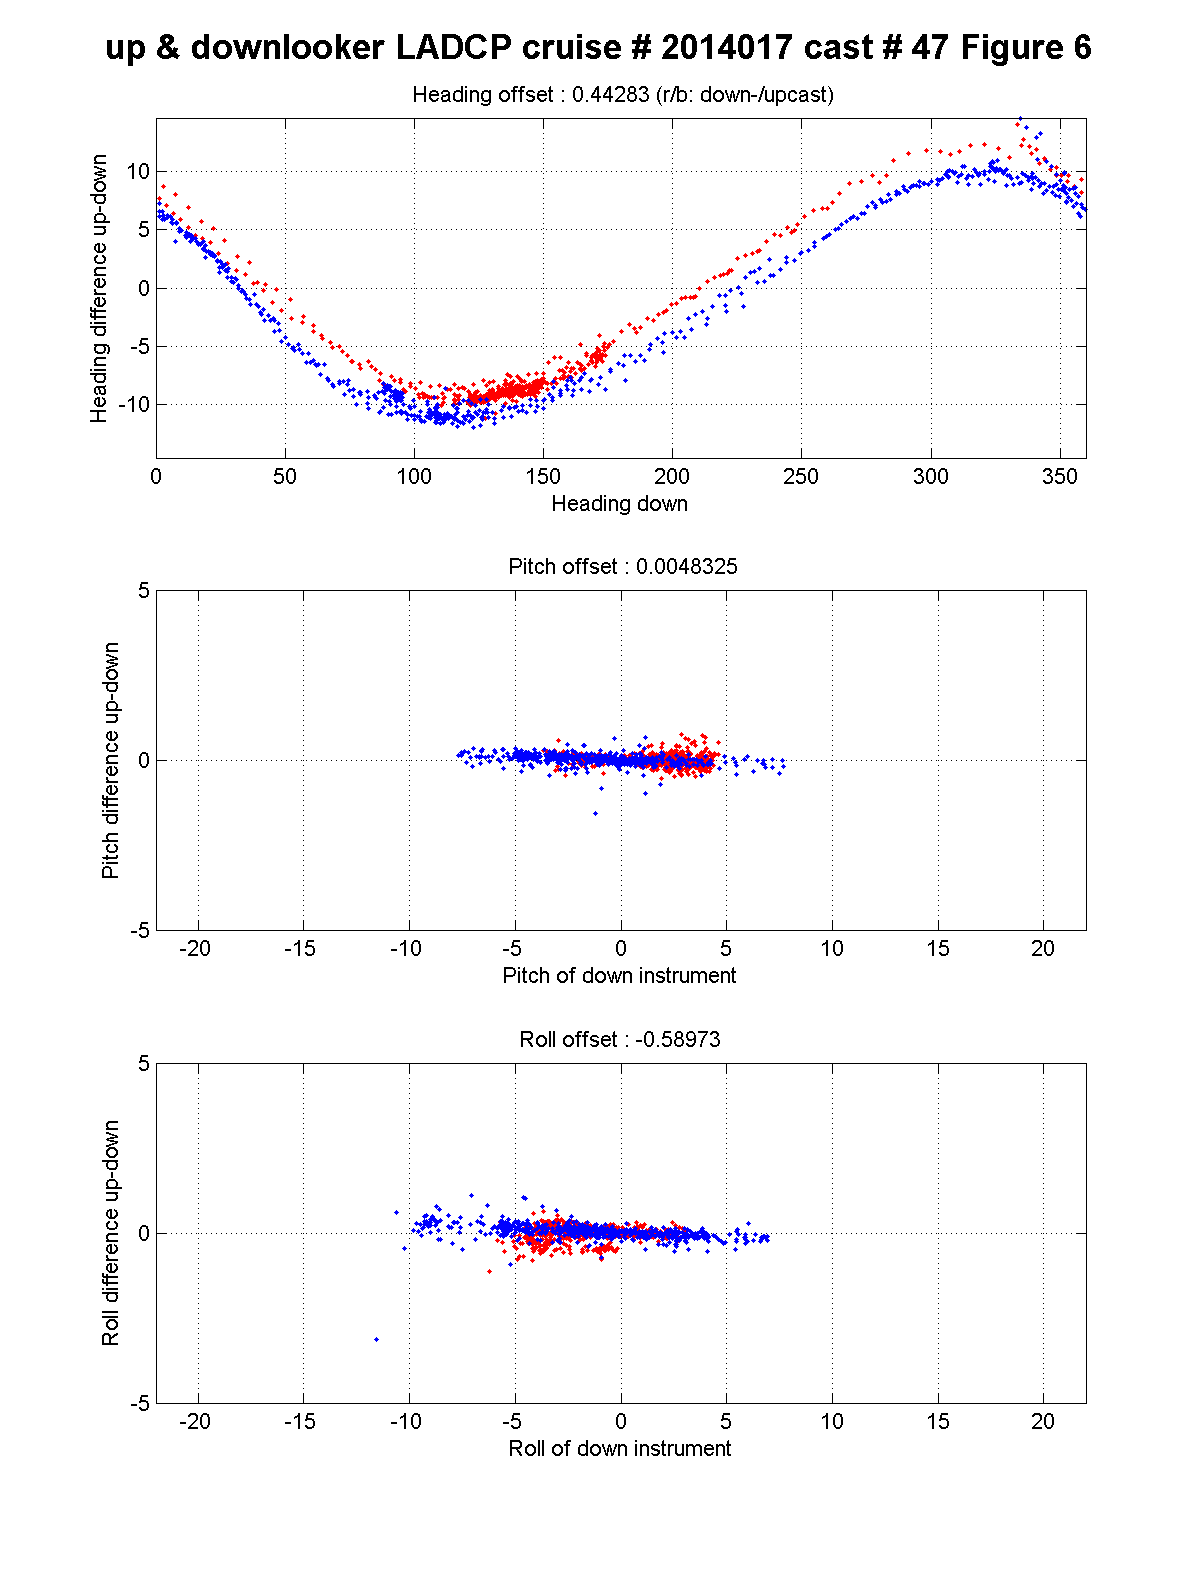 up & downlooker LADCP cruise # 2014017 cast # 47 Figure 6
Heading offset : 0.44283 (r/b: down-/upcast)
Heading difference up-down
10
5
0
-5
-10
0 50 100 150 200 250 300 350
Heading down
Pitch offset : 0.0048325
Pitch difference up-down
5
0
-5
-20 -15 -10 -5 0 5 10 15 20
Pitch of down instrument
Roll offset : -0.58973
Roll difference up-down
5
0
-5
-20 -15 -10 -5 0 5 10 15 20
Roll of down instrument